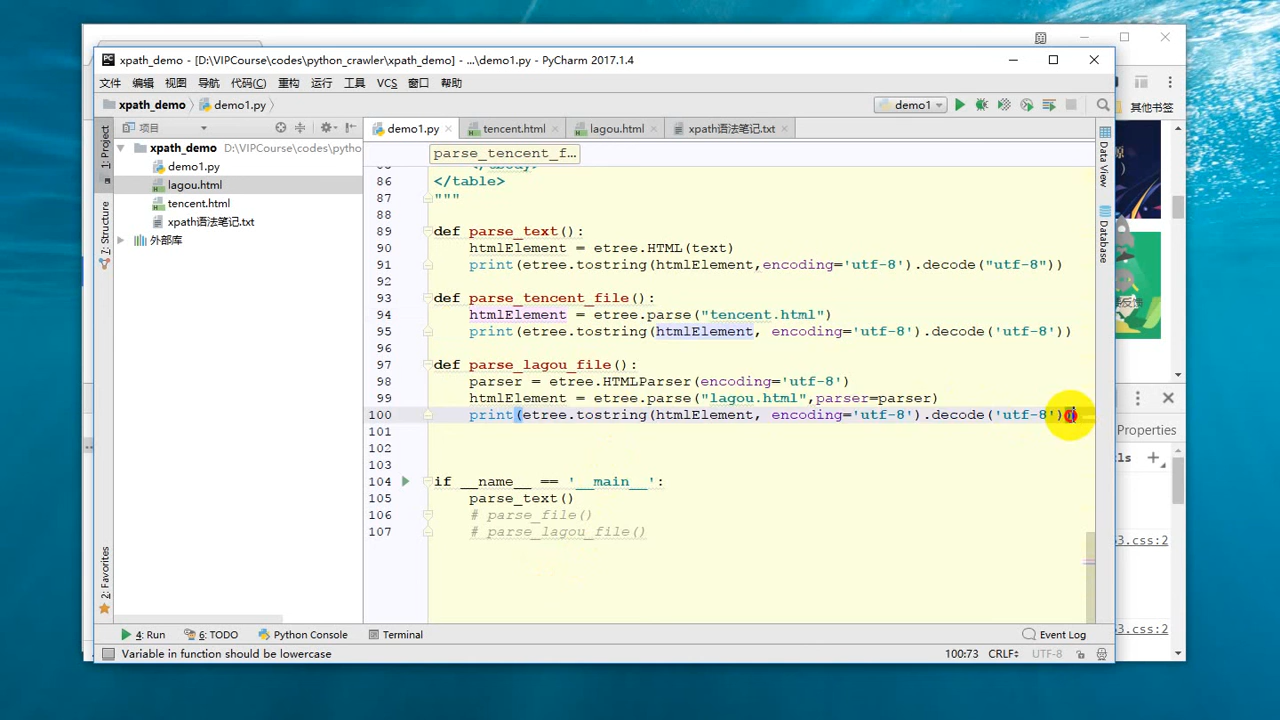 xpath_demo - [D:\VIPCourse\codes\python_crawler\xpath_demo] - ...\demo1.py - PyCharm 2017.1.4
文件 编辑 视图 导航 代码(C) 重构 运行 工具 VCS 窗口 帮助
xpath_demo demo1.py demo1
其他书签
项目
demo1.py tencent.html lagou.html xpath语法笔记.txt
parse_tencent_f...
xpath_demo D:\VIPCourse\codes\pytho
demo1.py
lagou.html
tencent.html
xpath语法笔记.txt
外部库
1: Project
7: Structure
2: Favorites
Data View
Database
86 </table>
87 """
88
89 def parse_text():
90 htmlElement = etree.HTML(text)
91 print(etree.tostring(htmlElement,encoding='utf-8').decode("utf-8"))
92
93 def parse_tencent_file():
94 htmlElement = etree.parse("tencent.html")
95 print(etree.tostring(htmlElement, encoding='utf-8').decode('utf-8'))
96
97 def parse_lagou_file():
98 parser = etree.HTMLParser(encoding='utf-8')
99 htmlElement = etree.parse("lagou.html",parser=parser)
100 print(etree.tostring(htmlElement, encoding='utf-8').decode('utf-8'))
101
102
103
104 if __name__ == '__main__':
105 parse_text()
106 # parse_file()
107 # parse_lagou_file()
Properties
3.css:2
3.css:2
4: Run 6: TODO Python Console Terminal Event Log
Variable in function should be lowercase 100:73 CRLF UTF-8